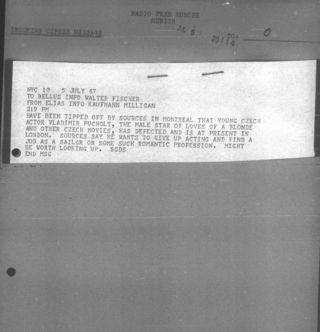 RADIO FREE EUROPE
MUNICH
INCOMING CIPHER MESSAGE
NYC 10 5 JULY 67
TO BELLUS INFO WALTER FISCHER
FROM ELIAS INFO KAUFMANN MILLIGAN
219 PM
HAVE BEEN TIPPED OFF BY SOURCES IN MONTREAL THAT YOUNG CZECH
ACTOR VLADIMIR PUCHOLT, THE MALE STAR OF LOVES OF A BLONDE
AND OTHER CZECH MOVIES, HAS DEFECTED AND IS AT PRESENT IN
LONDON. SOURCES SAY HE WANTS TO GIVE UP ACTING AND FIND A
JOB AS A SAILOR OR SOME SUCH ROMANTIC PROFESSION. MIGHT
BE WORTH LOOKING UP.
END MSG